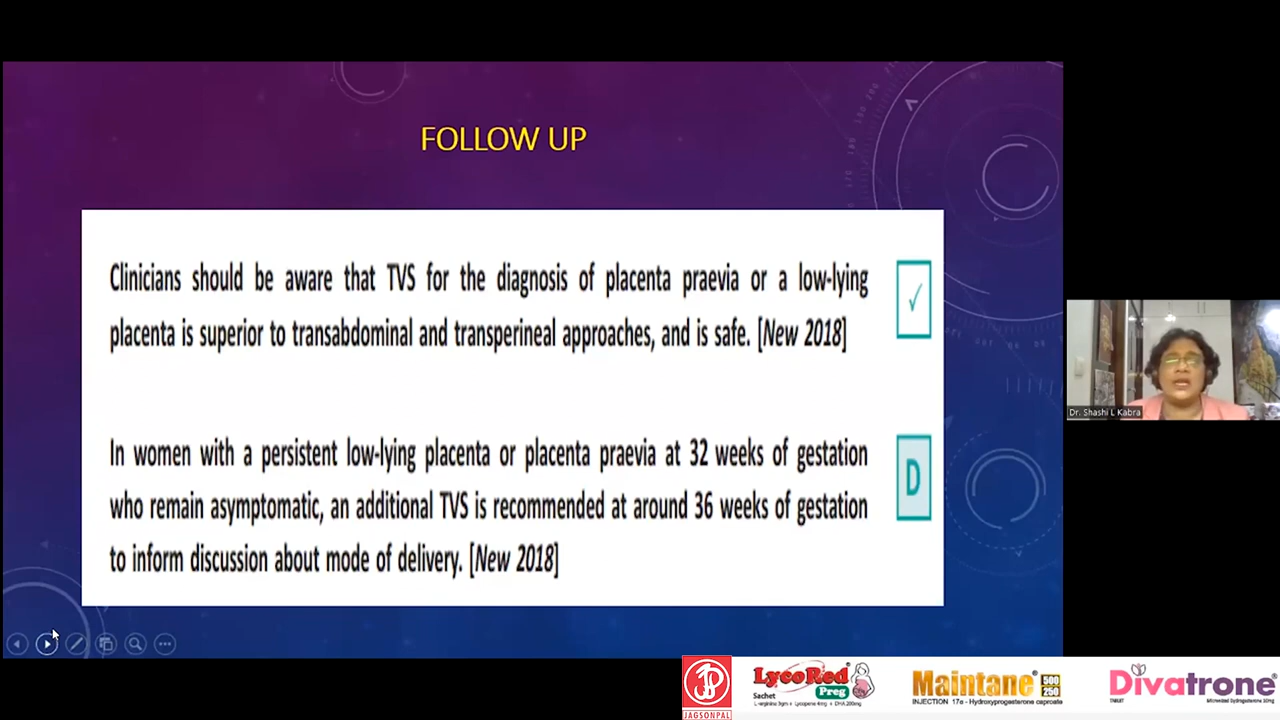 FOLLOW UP
Clinicians should be aware that TVS for the diagnosis of placenta praevia or a low-lying
placenta is superior to transabdominal and transperineal approaches, and is safe. [New 2018]
✓
In women with a persistent low-lying placenta or placenta praevia at 32 weeks of gestation
who remain asymptomatic, an additional TVS is recommended at around 36 weeks of gestation
to inform discussion about mode of delivery. [New 2018]
D
Dr. Shashi L Kabra
JAGSONPAL
LycoRed
Preg
Sachet
L-arginine 3gm + Lycopene 4mg + DHA 200mg
Maintane 500 250
INJECTION 17α - Hydroxyprogesterone caproate
Divatrone
TABLET